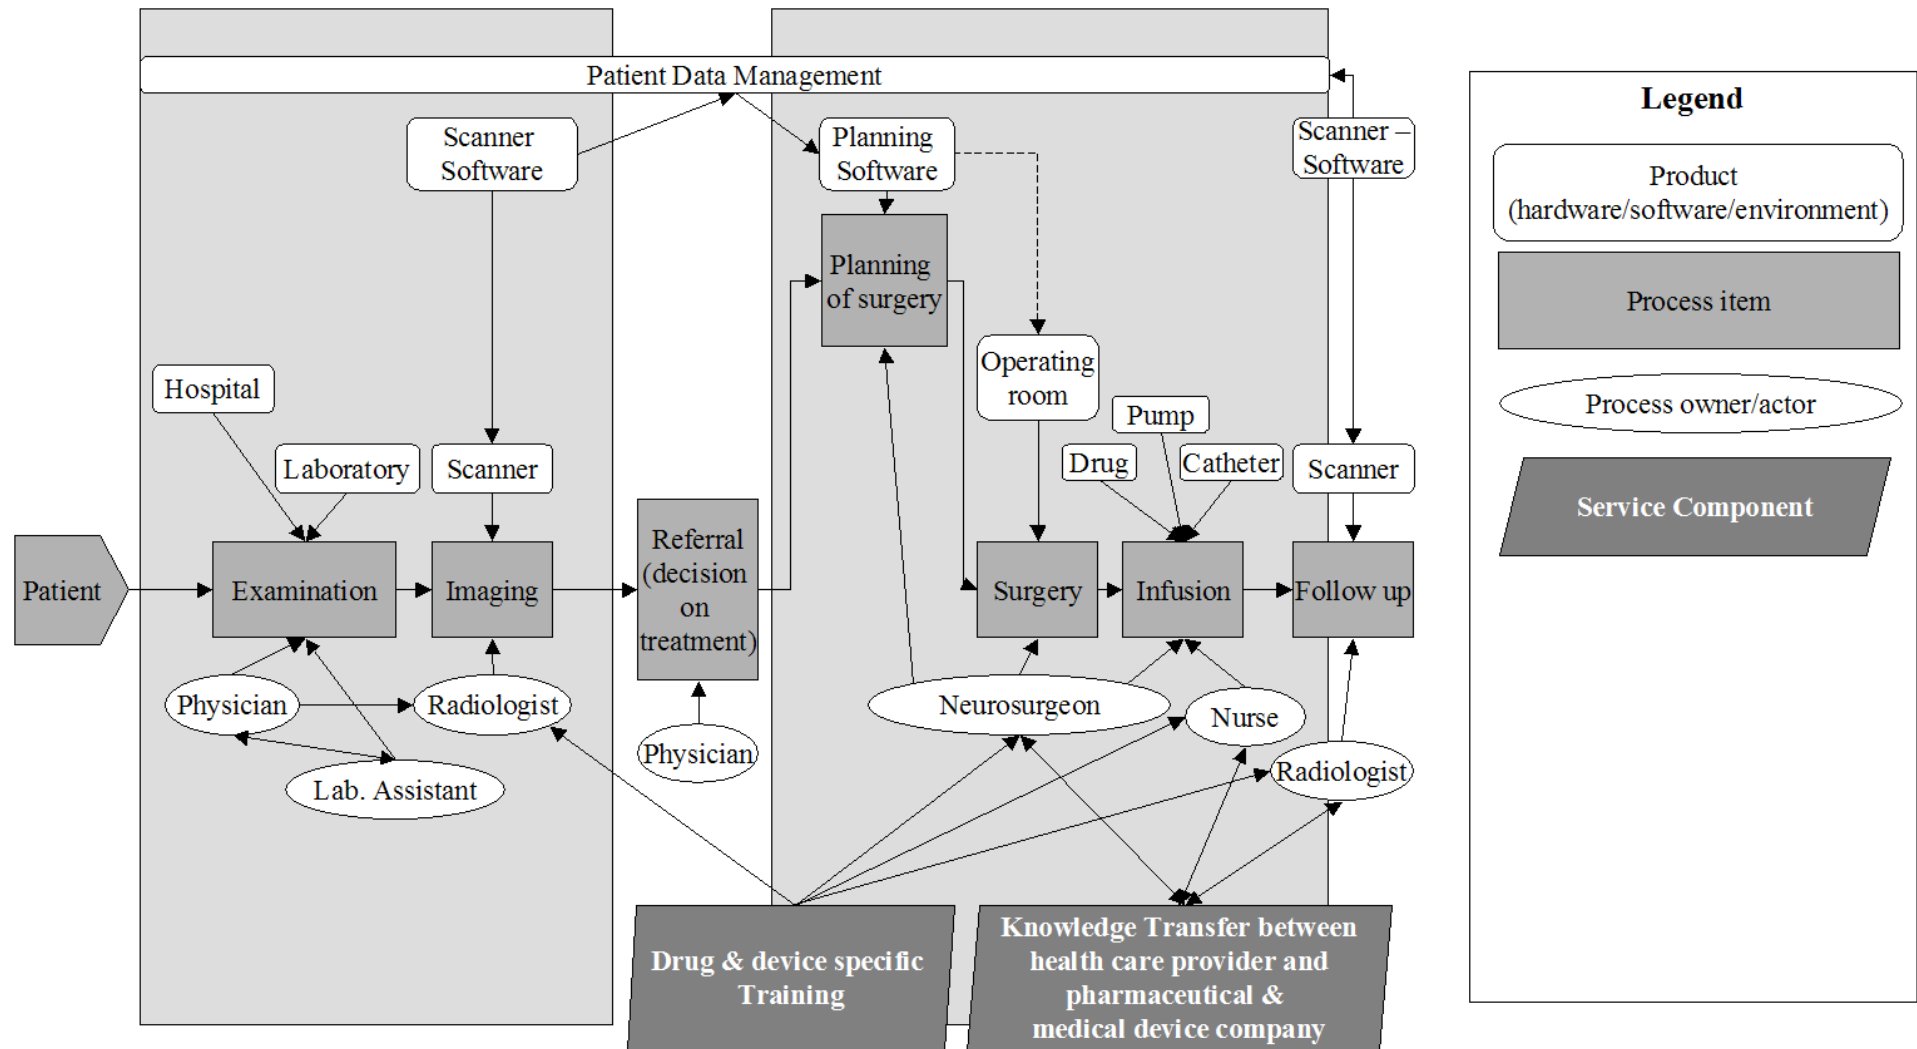 Patient Data Management
Scanner
Software
Planning
Software
Scanner –
Software
Planning
of surgery
Hospital
Laboratory
Scanner
Operating
room
Pump
Drug
Catheter
Scanner
Patient
Examination
Imaging
Referral
(decision
on
treatment)
Surgery
Infusion
Follow up
Physician
Radiologist
Lab. Assistant
Physician
Neurosurgeon
Nurse
Radiologist
Drug & device specific
Training
Knowledge Transfer between
health care provider and
pharmaceutical &
medical device company
Legend
Product
(hardware/software/environment)
Process item
Process owner/actor
Service Component